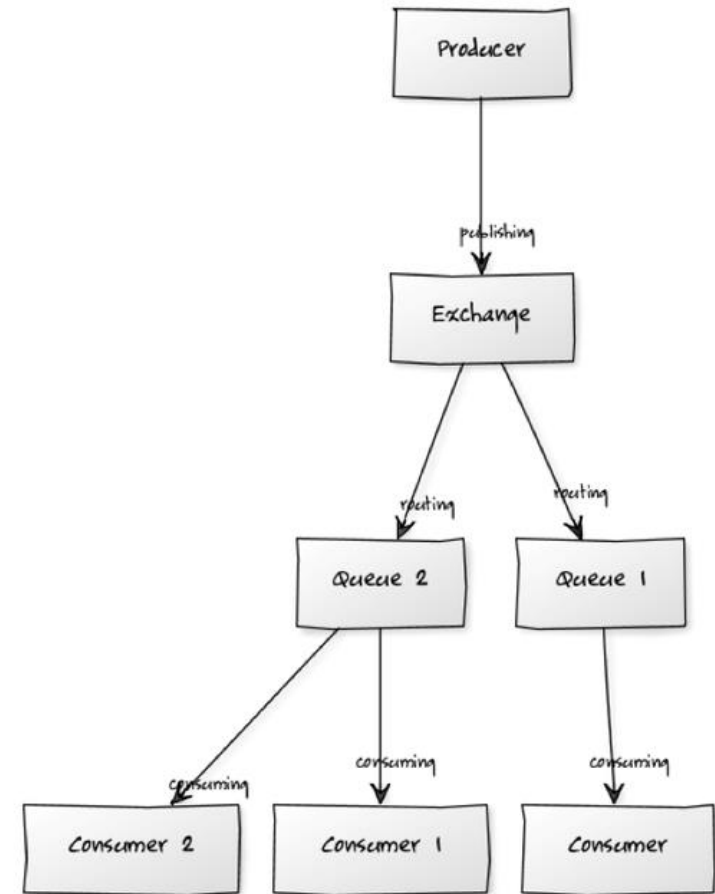 Producer
publishing
Exchange
routing
routing
Queue 2
Queue 1
consuming
consuming
consuming
Consumer 2
Consumer 1
Consumer